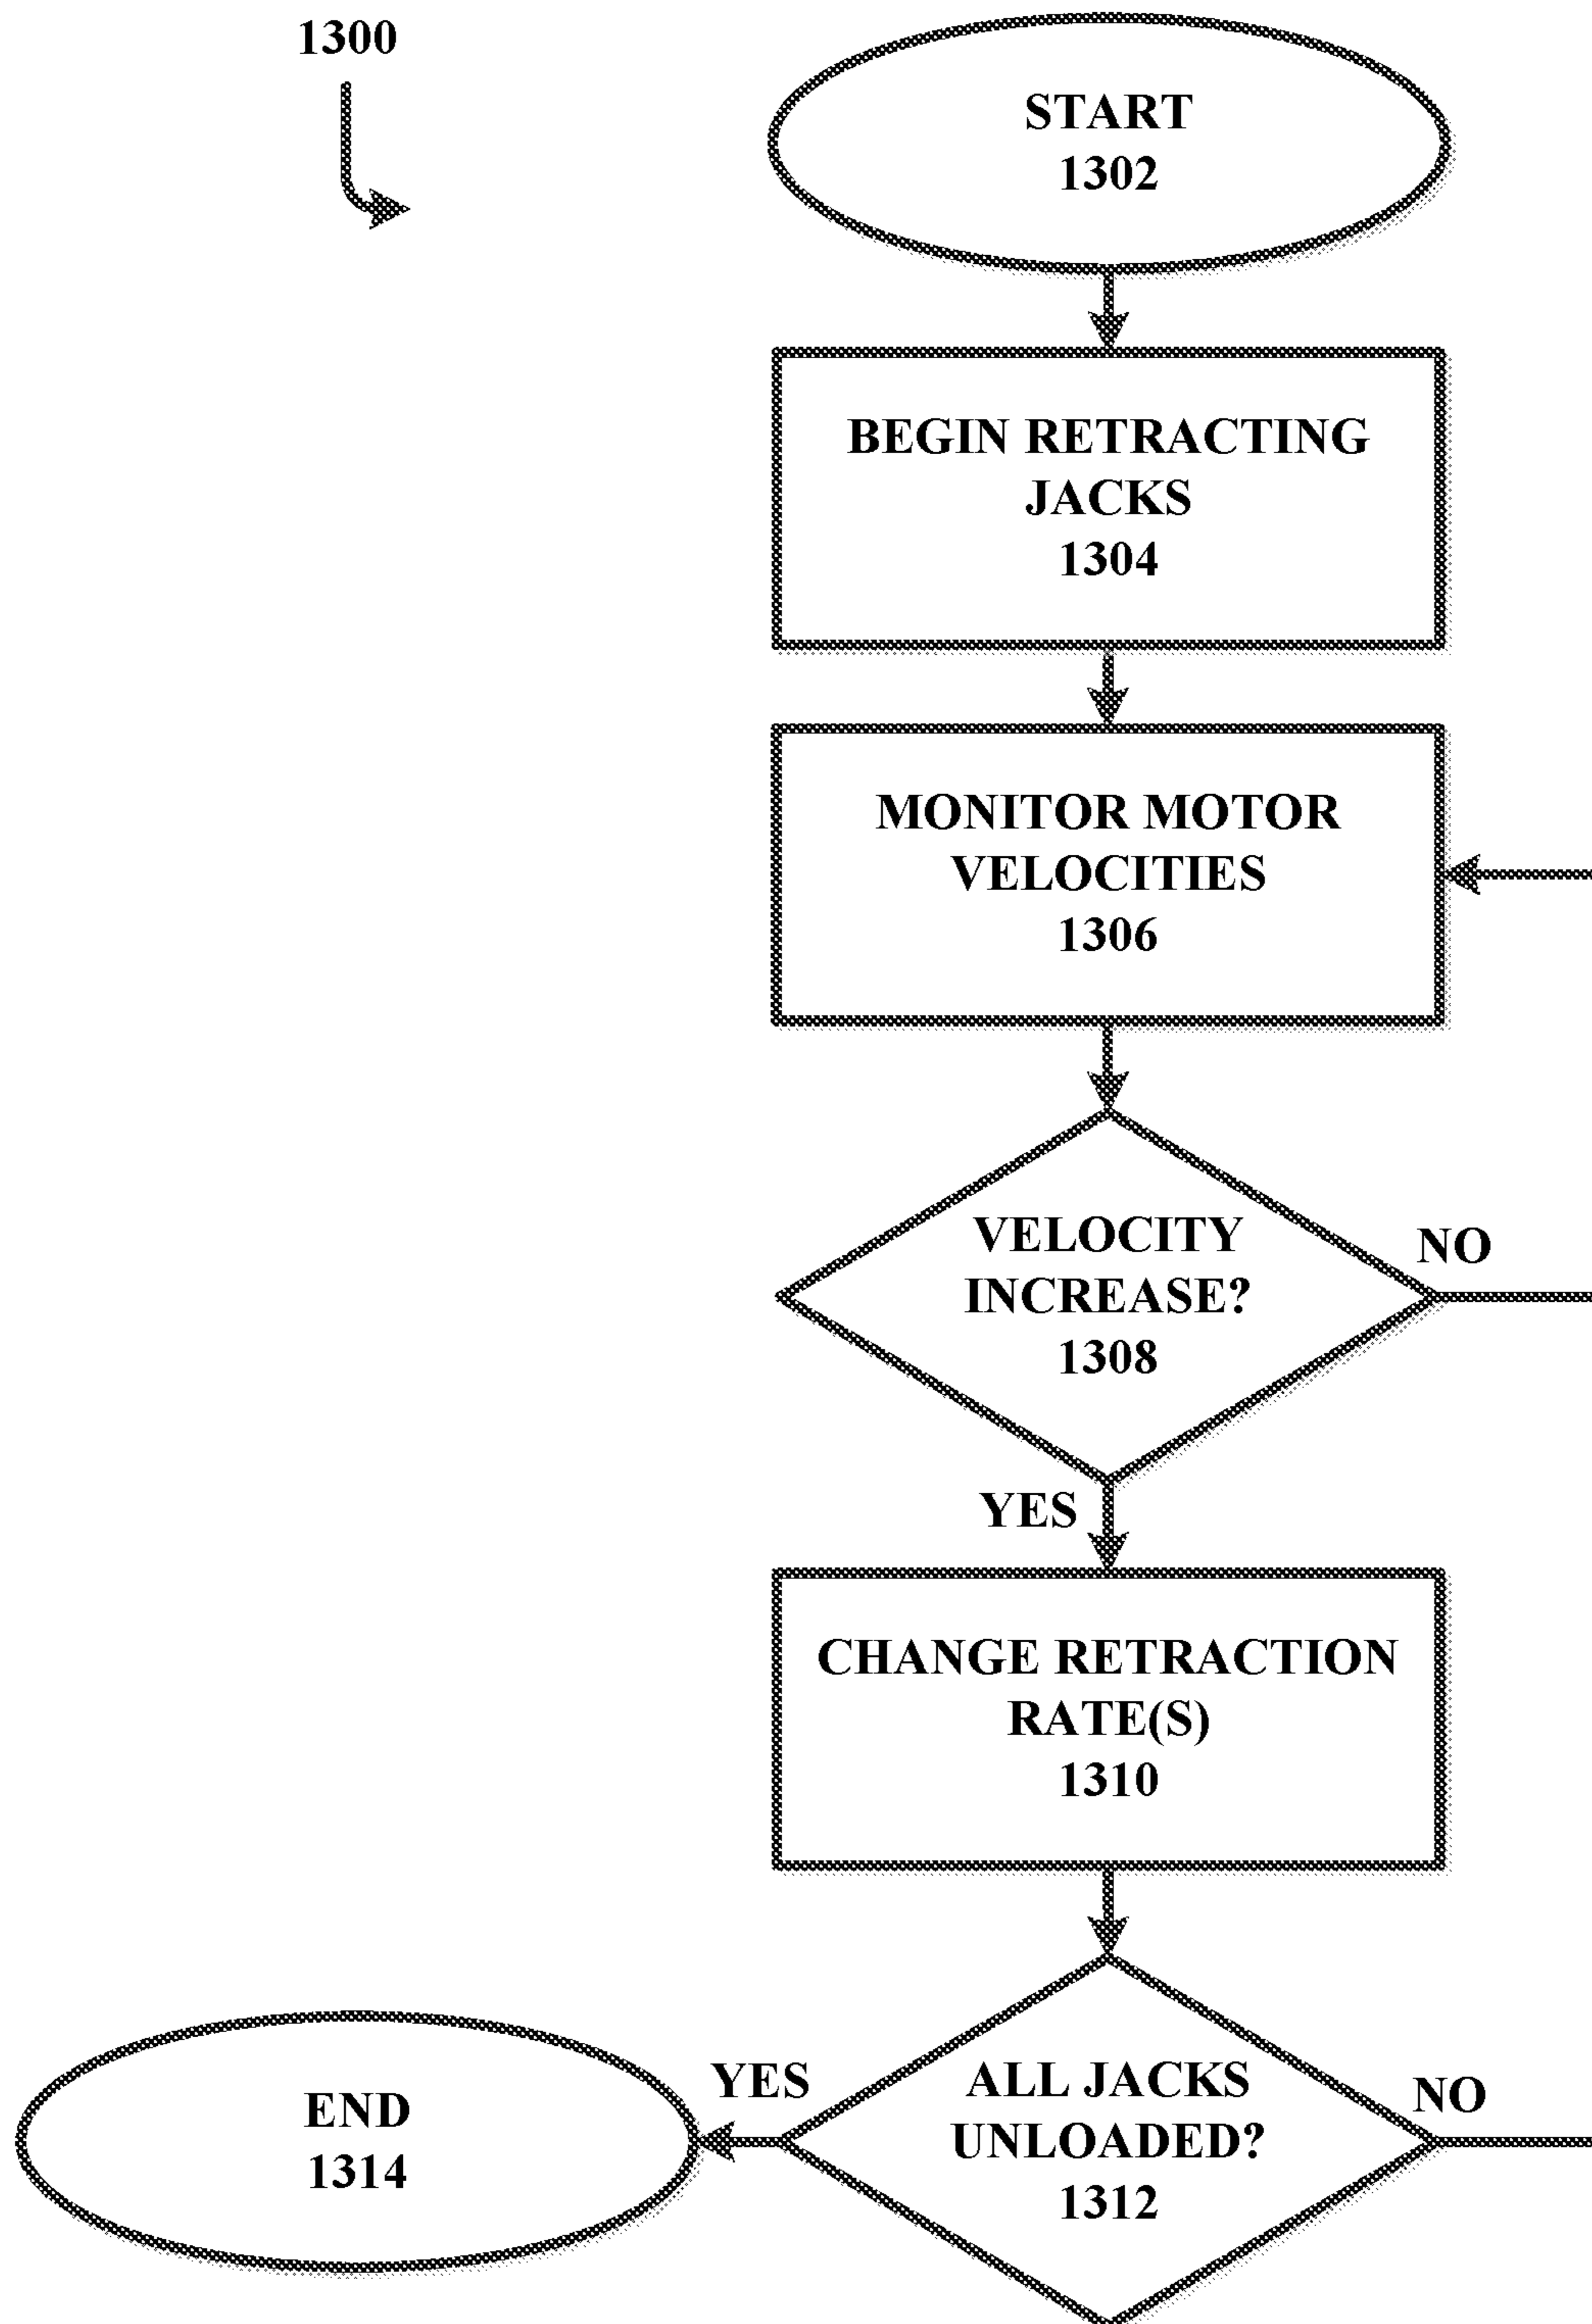 1300
START
1302
BEGIN RETRACTING
JACKS
1304
MONITOR MOTOR
VELOCITIES
1306
VELOCITY
INCREASE?
1308
NO
YES
CHANGE RETRACTION
RATE(S)
1310
ALL JACKS
UNLOADED?
1312
YES
NO
END
1314